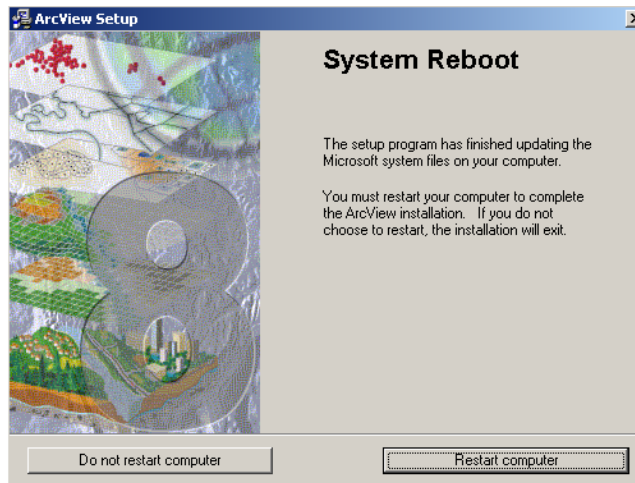 ArcView Setup
System Reboot
The setup program has finished updating the
Microsoft system files on your computer.
You must restart your computer to complete
the ArcView installation. If you do not
choose to restart, the installation will exit.
8
Do not restart computer
Restart computer